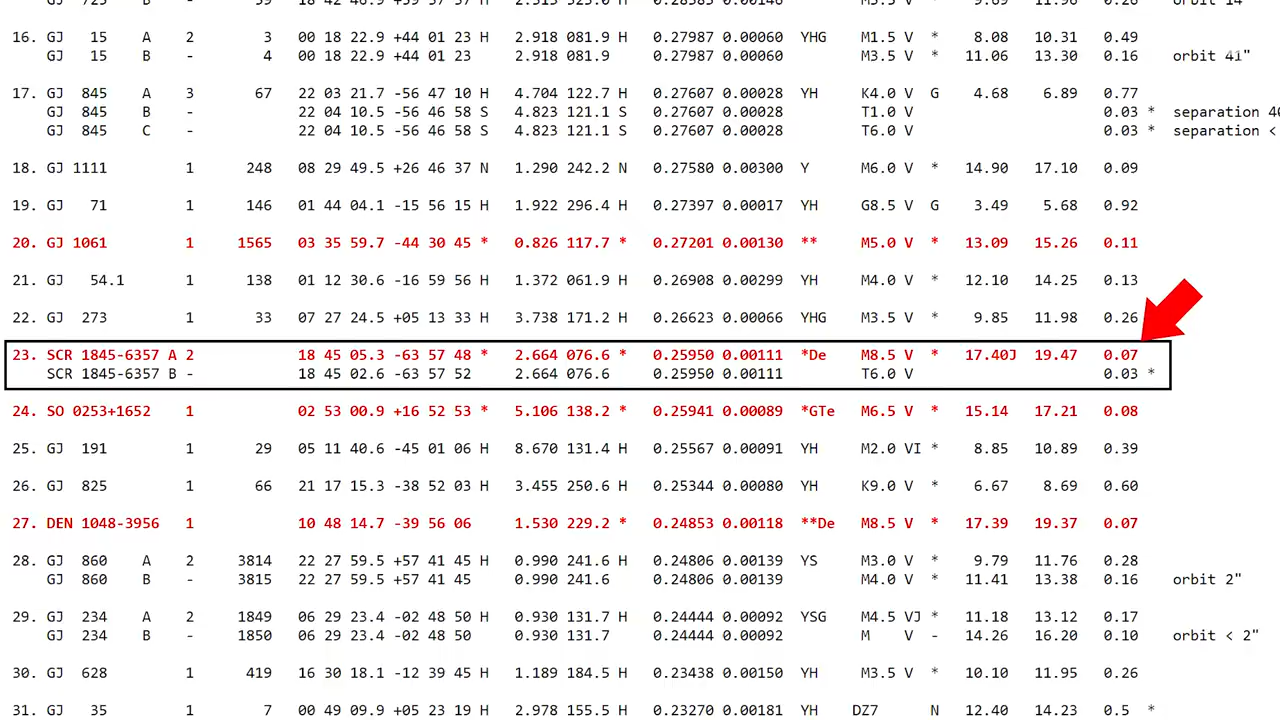 16. GJ 15 A 2 3 00 18 22.9 +44 01 23 H 2.918 081.9 H 0.27987 0.00060 YHG M1.5 V * 8.08 10.31 0.49
GJ 15 B - 4 00 18 22.9 +44 01 23 2.918 081.9 0.27987 0.00060 M3.5 V * 11.06 13.30 0.16 orbit 41"
17. GJ 845 A 3 67 22 03 21.7 -56 47 10 H 4.704 122.7 H 0.27607 0.00028 YH K4.0 V G 4.68 6.89 0.77
GJ 845 B - 22 04 10.5 -56 46 58 S 4.823 121.1 S 0.27607 0.00028 T1.0 V 0.03 * separation
GJ 845 C - 22 04 10.5 -56 46 58 S 4.823 121.1 S 0.27607 0.00028 T6.0 V 0.03 * separation <
18. GJ 1111 1 248 08 29 49.5 +26 46 37 N 1.290 242.2 N 0.27580 0.00300 Y M6.0 V * 14.90 17.10 0.09
19. GJ 71 1 146 01 44 04.1 -15 56 15 H 1.922 296.4 H 0.27397 0.00017 YH G8.5 V G 3.49 5.68 0.92
20. GJ 1061 1 1565 03 35 59.7 -44 30 45 * 0.826 117.7 * 0.27201 0.00130 ** M5.0 V * 13.09 15.26 0.11
21. GJ 54.1 1 138 01 12 30.6 -16 59 56 H 1.372 061.9 H 0.26908 0.00299 YH M4.0 V * 12.10 14.25 0.13
22. GJ 273 1 33 07 27 24.5 +05 13 33 H 3.738 171.2 H 0.26623 0.00066 YHG M3.5 V * 9.85 11.98 0.26
23. SCR 1845-6357 A 2 18 45 05.3 -63 57 48 * 2.664 076.6 * 0.25950 0.00111 *De M8.5 V * 17.40J 19.47 0.07
SCR 1845-6357 B - 18 45 02.6 -63 57 52 2.664 076.6 0.25950 0.00111 T6.0 V 0.03 *
24. SO 0253+1652 1 02 53 00.9 +16 52 53 * 5.106 138.2 * 0.25941 0.00089 *GTe M6.5 V * 15.14 17.21 0.08
25. GJ 191 1 29 05 11 40.6 -45 01 06 H 8.670 131.4 H 0.25567 0.00091 YH M2.0 VI * 8.85 10.89 0.39
26. GJ 825 1 66 21 17 15.3 -38 52 03 H 3.455 250.6 H 0.25344 0.00080 YH K9.0 V * 6.67 8.69 0.60
27. DEN 1048-3956 1 10 48 14.7 -39 56 06 1.530 229.2 * 0.24853 0.00118 **De M8.5 V * 17.39 19.37 0.07
28. GJ 860 A 2 3814 22 27 59.5 +57 41 45 H 0.990 241.6 H 0.24806 0.00139 YS M3.0 V * 9.79 11.76 0.28
GJ 860 B - 3815 22 27 59.5 +57 41 45 0.990 241.6 0.24806 0.00139 M4.0 V * 11.41 13.38 0.16 orbit 2"
29. GJ 234 A 2 1849 06 29 23.4 -02 48 50 H 0.930 131.7 H 0.24444 0.00092 YSG M4.5 VJ * 11.18 13.12 0.17
GJ 234 B - 1850 06 29 23.4 -02 48 50 0.930 131.7 0.24444 0.00092 M V - 14.26 16.20 0.10 orbit < 2"
30. GJ 628 1 419 16 30 18.1 -12 39 45 H 1.189 184.5 H 0.23438 0.00150 YH M3.5 V * 10.10 11.95 0.26
31. GJ 35 1 7 00 49 09.9 +05 23 19 H 2.978 155.5 H 0.23270 0.00181 YH DZ7 N 12.40 14.23 0.5 *